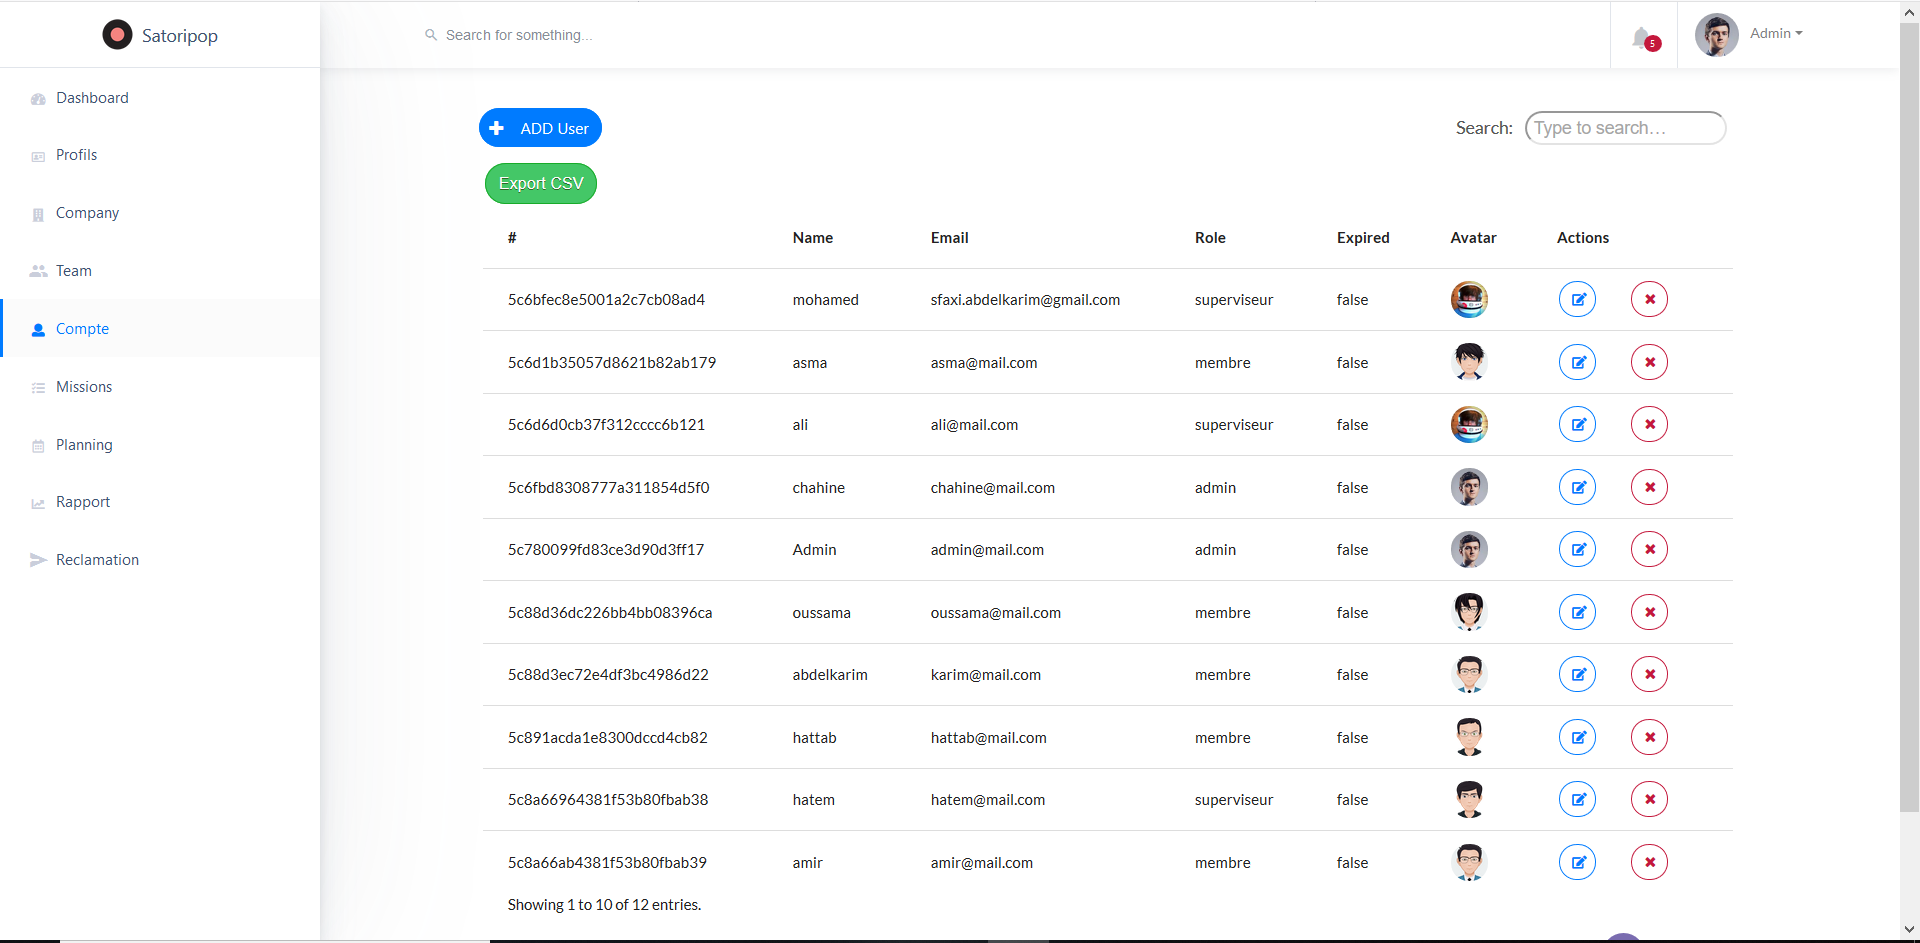 Satoripop
Search for something...
5
Admin
Dashboard
Profils
Company
Team
Compte
Missions
Planning
Rapport
Reclamation
ADD User
Search: Type to search...
Export CSV
# Name Email Role Expired Avatar Actions
5c6bfec8e5001a2c7cb08ad4 mohamed sfaxi.abdelkarim@gmail.com superviseur false
5c6d1b35057d8621b82ab179 asma asma@mail.com membre false
5c6d6d0cb37f312cccc6b121 ali ali@mail.com superviseur false
5c6fbd8308777a311854d5f0 chahine chahine@mail.com admin false
5c780099fd83ce3d90d3ff17 Admin admin@mail.com admin false
5c88d36dc226bb4bb08396ca oussama oussama@mail.com membre false
5c88d3ec72e4df3bc4986d22 abdelkarim karim@mail.com membre false
5c891acda1e8300dccd4cb82 hattab hattab@mail.com membre false
5c8a66964381f53b80fbab38 hatem hatem@mail.com superviseur false
5c8a66ab4381f53b80fbab39 amir amir@mail.com membre false
Showing 1 to 10 of 12 entries.